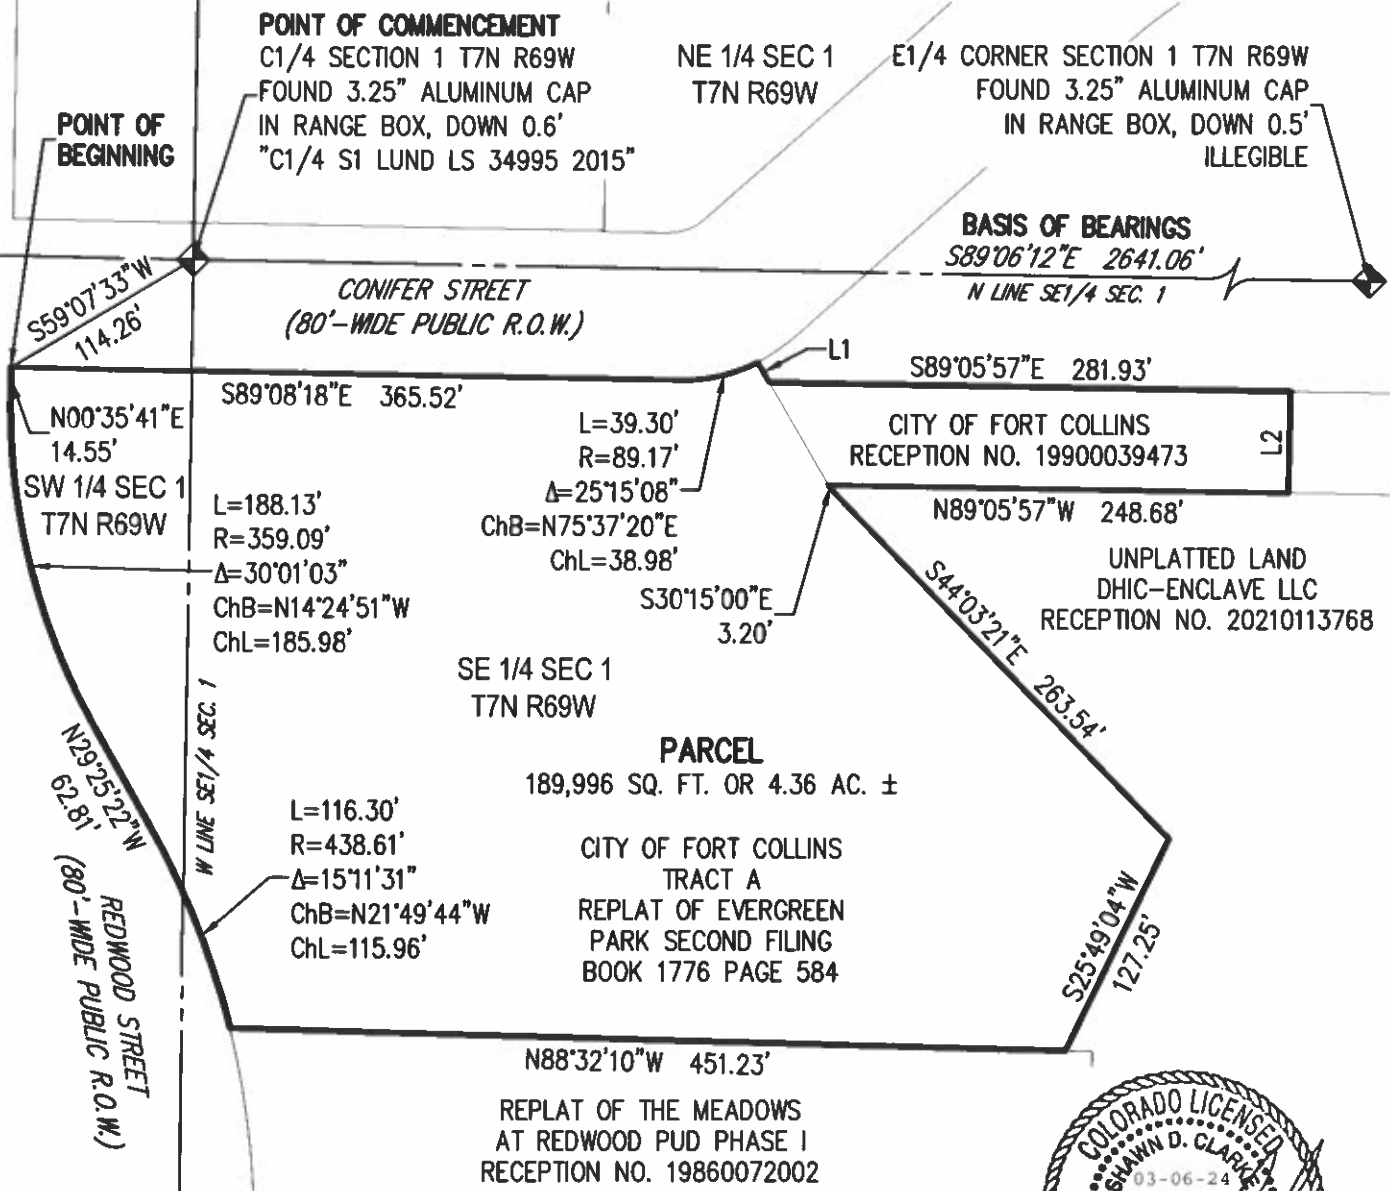 POINT OF COMMENCEMENT
C1/4 SECTION 1 T7N R69W
FOUND 3.25" ALUMINUM CAP
IN RANGE BOX, DOWN 0.6'
"C1/4 S1 LUND LS 34995 2015"
NE 1/4 SEC 1
T7N R69W
E1/4 CORNER SECTION 1 T7N R69W
FOUND 3.25" ALUMINUM CAP
IN RANGE BOX, DOWN 0.5'
ILLEGIBLE
POINT OF
BEGINNING
BASIS OF BEARINGS
S89°06'12"E 2641.06'
N LINE SE1/4 SEC. 1
S59°07'33"W
114.26'
CONIFER STREET
(80'-WIDE PUBLIC R.O.W.)
L1
S89°08'18"E 365.52'
S89°05'57"E 281.93'
N00°35'41"E
14.55'
SW 1/4 SEC 1
T7N R69W
L=39.30'
R=89.17'
Δ=25°15'08"
ChB=N75°37'20"E
ChL=38.98'
CITY OF FORT COLLINS
RECEPTION NO. 19900039473
L2
N89°05'57"W 248.68'
L=188.13'
R=359.09'
Δ=30°01'03"
ChB=N14°24'51"W
ChL=185.98'
S30°15'00"E
3.20'
UNPLATTED LAND
DHIC-ENCLAVE LLC
RECEPTION NO. 20210113768
S44°03'21"E 263.54'
SE 1/4 SEC 1
T7N R69W
W LINE SE1/4 SEC. 1
N29°25'22"W
62.81'
PARCEL
189,996 SQ. FT. OR 4.36 AC. ±
L=116.30'
R=438.61'
Δ=15°11'31"
ChB=N21°49'44"W
ChL=115.96'
CITY OF FORT COLLINS
TRACT A
REPLAT OF EVERGREEN
PARK SECOND FILING
BOOK 1776 PAGE 584
S25°49'04"W
127.25'
REDWOOD STREET
(80'-WIDE PUBLIC R.O.W.)
N88°32'10"W 451.23'
REPLAT OF THE MEADOWS
AT REDWOOD PUD PHASE I
RECEPTION NO. 19860072002
COLORADO LICENSED
SHAWN D. CLARKE
03-06-24